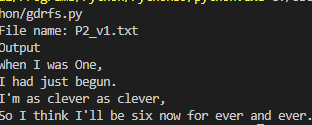 hon/gdrfs.py
File name: P2_v1.txt
Output
When I was One,
I had just begun.
I'm as clever as clever,
So I think I'll be six now for ever and ever.